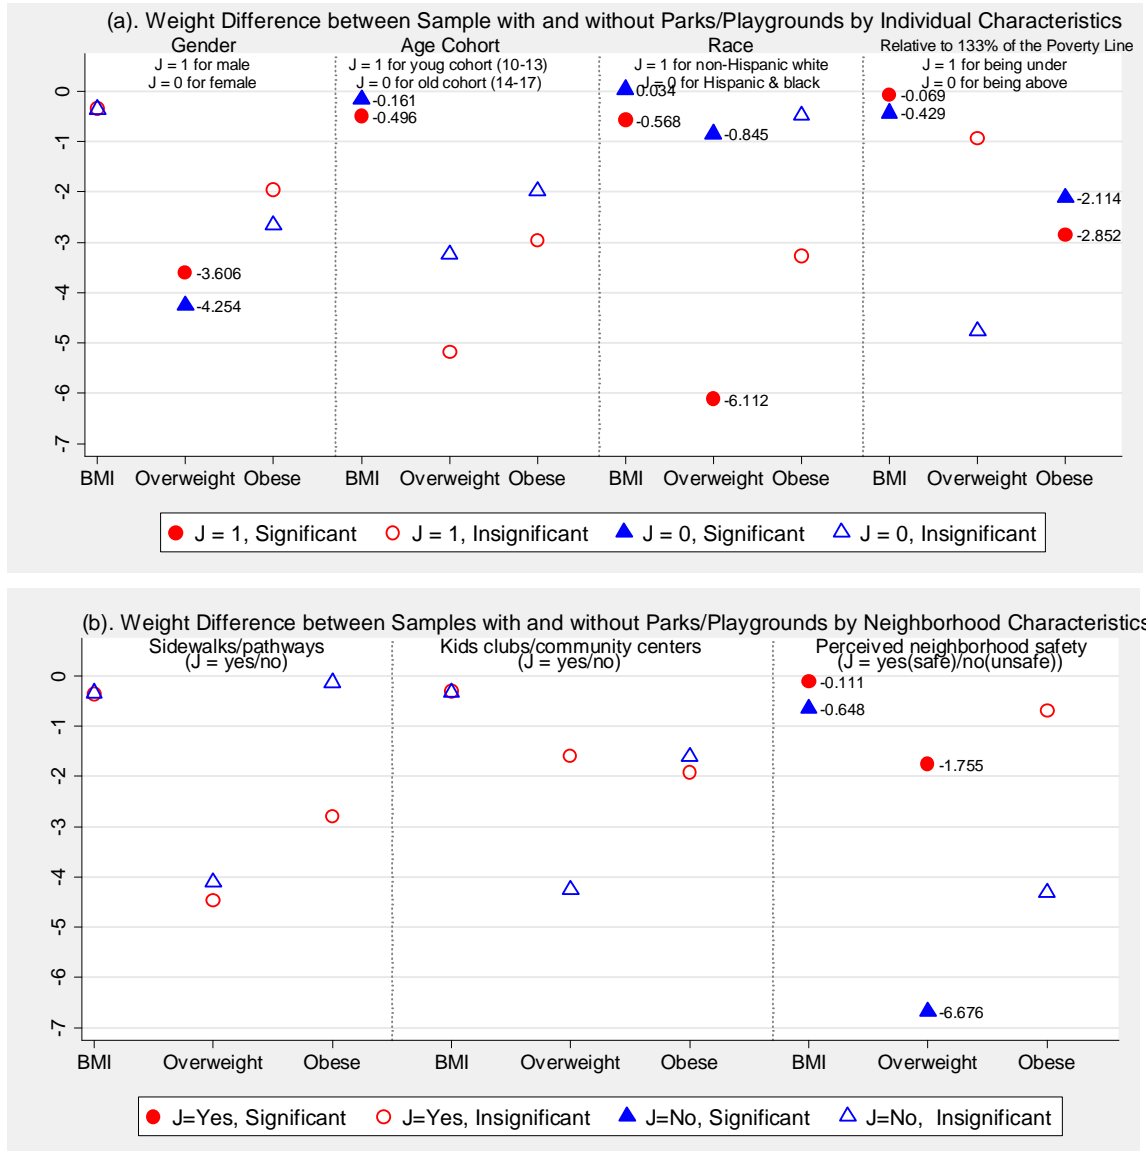 (a). Weight Difference between Sample with and without Parks/Playgrounds by Individual Characteristics
Gender
J = 1 for male
J = 0 for female
Age Cohort
J = 1 for youg cohort (10-13)
J = 0 for old cohort (14-17)
Race
J = 1 for non-Hispanic white
J = 0 for Hispanic & black
Relative to 133% of the Poverty Line
J = 1 for being under
J = 0 for being above
0
-1
-2
-3
-4
-5
-6
-7
-3.606
-4.254
-0.161
-0.496
0.034
-0.568
-0.845
-6.112
-0.069
-0.429
-2.114
-2.852
BMI Overweight Obese BMI Overweight Obese BMI Overweight Obese BMI Overweight Obese
J = 1, Significant J = 1, Insignificant J = 0, Significant J = 0, Insignificant
(b). Weight Difference between Samples with and without Parks/Playgrounds by Neighborhood Characteristics
Sidewalks/pathways
(J = yes/no)
Kids clubs/community centers
(J = yes/no)
Perceived neighborhood safety
(J = yes(safe)/no(unsafe))
0
-1
-2
-3
-4
-5
-6
-7
-0.111
-0.648
-1.755
-6.676
BMI Overweight Obese BMI Overweight Obese BMI Overweight Obese
J=Yes, Significant J=Yes, Insignificant J=No, Significant J=No, Insignificant